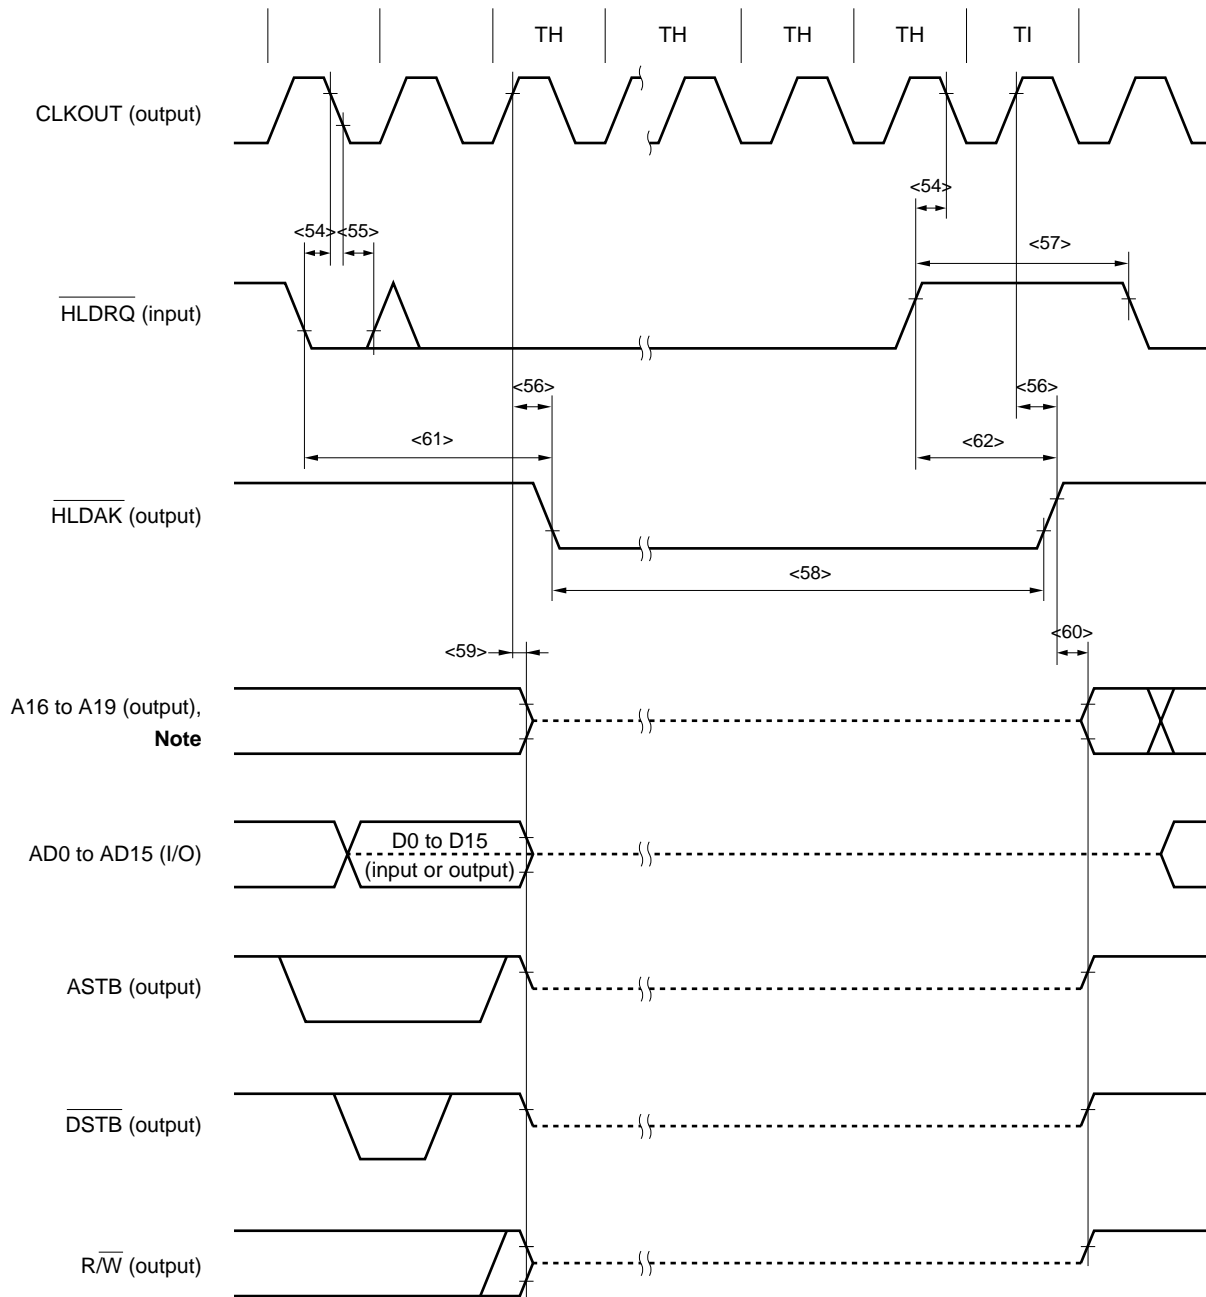 TH TH TH TH TI
CLKOUT (output)
<54>
<54> <55> <57>
HLDRQ (input)
<56> <56>
<61> <62>
HLDAK (output)
<58>
<60>
<59>
A16 to A19 (output),
Note
AD0 to AD15 (I/O)
D0 to D15
(input or output)
ASTB (output)
DSTB (output)
R/W (output)